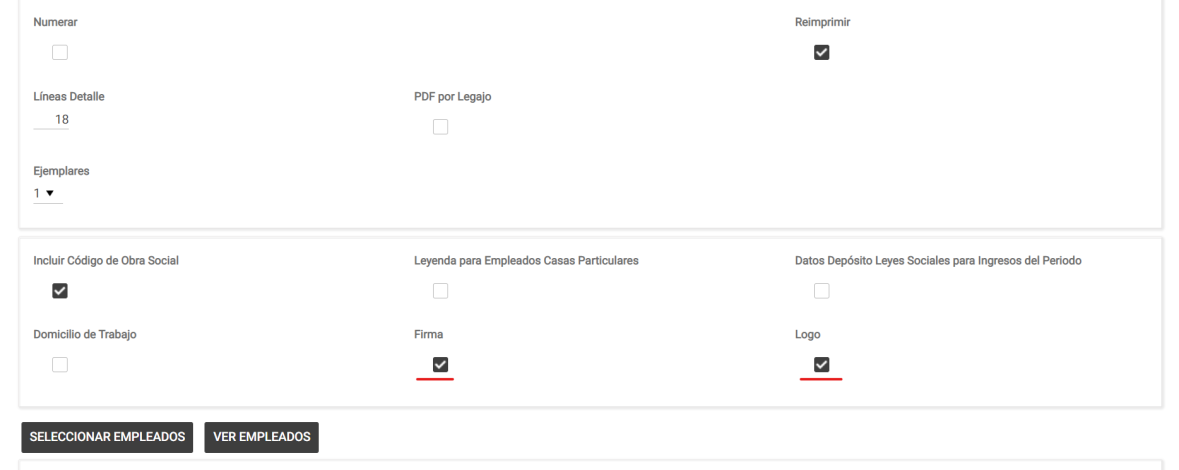 Numerar
Reimprimir
Líneas Detalle
PDF por Legajo
18
Ejemplares
1
Incluir Código de Obra Social
Leyenda para Empleados Casas Particulares
Datos Depósito Leyes Sociales para Ingresos del Periodo
Domicilio de Trabajo
Firma
Logo
SELECCIONAR EMPLEADOS
VER EMPLEADOS